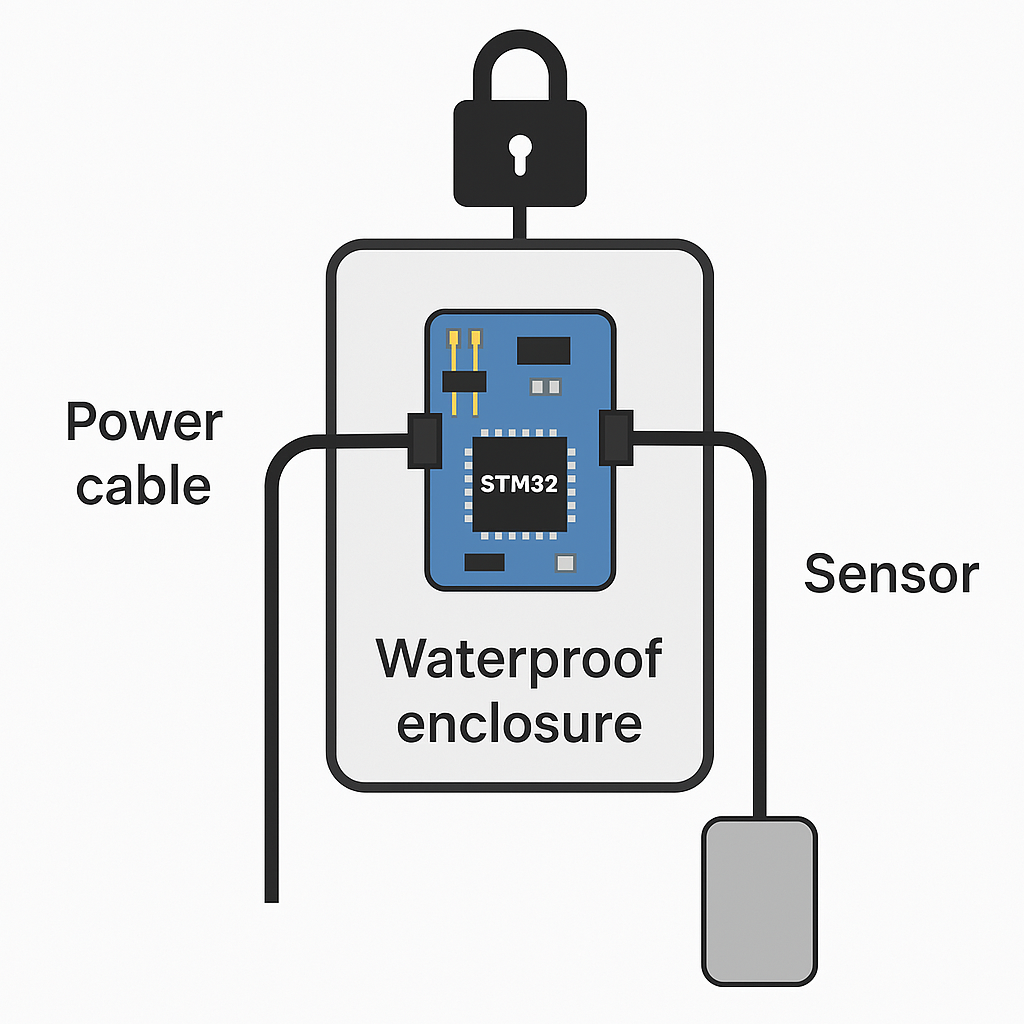 Power
cable
STM32
Sensor
Waterproof
enclosure